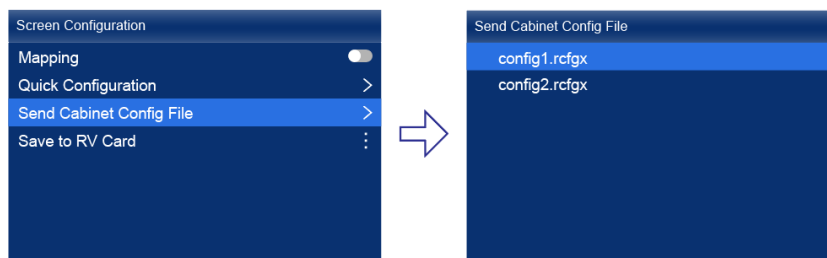 Screen Configuration
Mapping
Quick Configuration
Send Cabinet Config File
Save to RV Card
Send Cabinet Config File
config1.rcfgx
config2.rcfgx